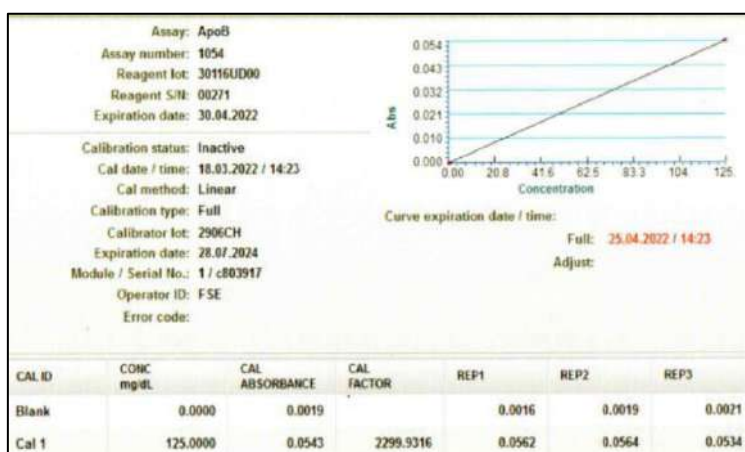 Assay: ApoB
Assay number: 1054
Reagent lot: 30116UD00
Reagent S/N: 00271
Expiration date: 30.04.2022
Calibration status: Inactive
Cal date / time: 18.03.2022 / 14:23
Cal method: Linear
Calibration type: Full
Calibrator lot: 2906CH
Expiration date: 28.07.2024
Module / Serial No.: 1 / c803917
Operator ID: FSE
Error code:
Abs
0.054
0.043
0.032
0.021
0.010
0.000
0.00 20.8 41.6 62.5 83.3 104. 125.
Concentration
Curve expiration date / time:
Full: 25.04.2022 / 14:23
Adjust:
CAL ID CONC mg/dL CAL ABSORBANCE CAL FACTOR REP1 REP2 REP3
Blank 0.0000 0.0019 0.0016 0.0019 0.0021
Cal 1 125.0000 0.0543 2299.9316 0.0562 0.0564 0.0534